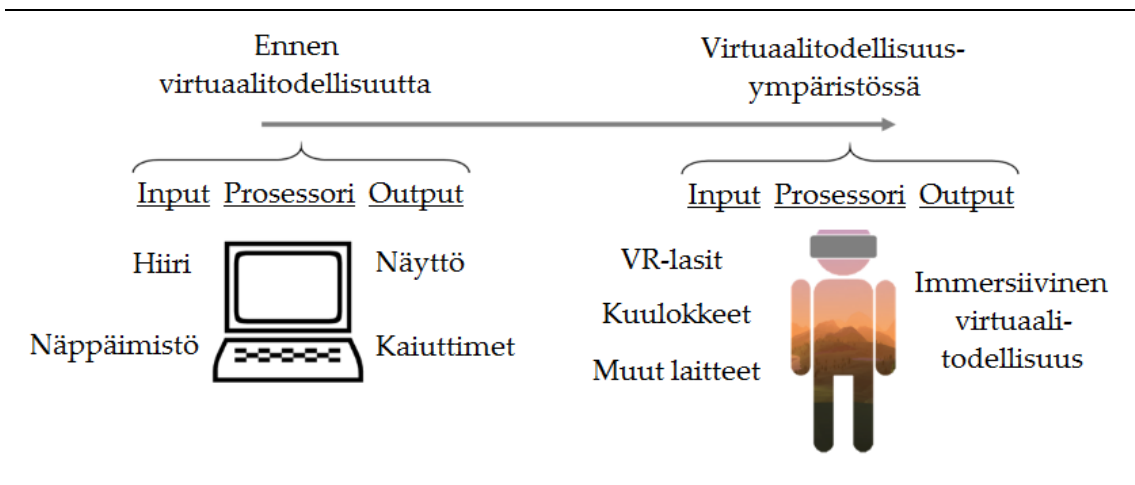 Ennen
virtuaalitodellisuutta
Input Prosessori Output
Hiiri
Näppäimistö
Näyttö
Kaiuttimet
Virtuaalitodellisuus-
ympäristössä
Input Prosessori Output
VR-lasit
Kuulokkeet
Muut laitteet
Immersiivinen
virtuaali-
todellisuus